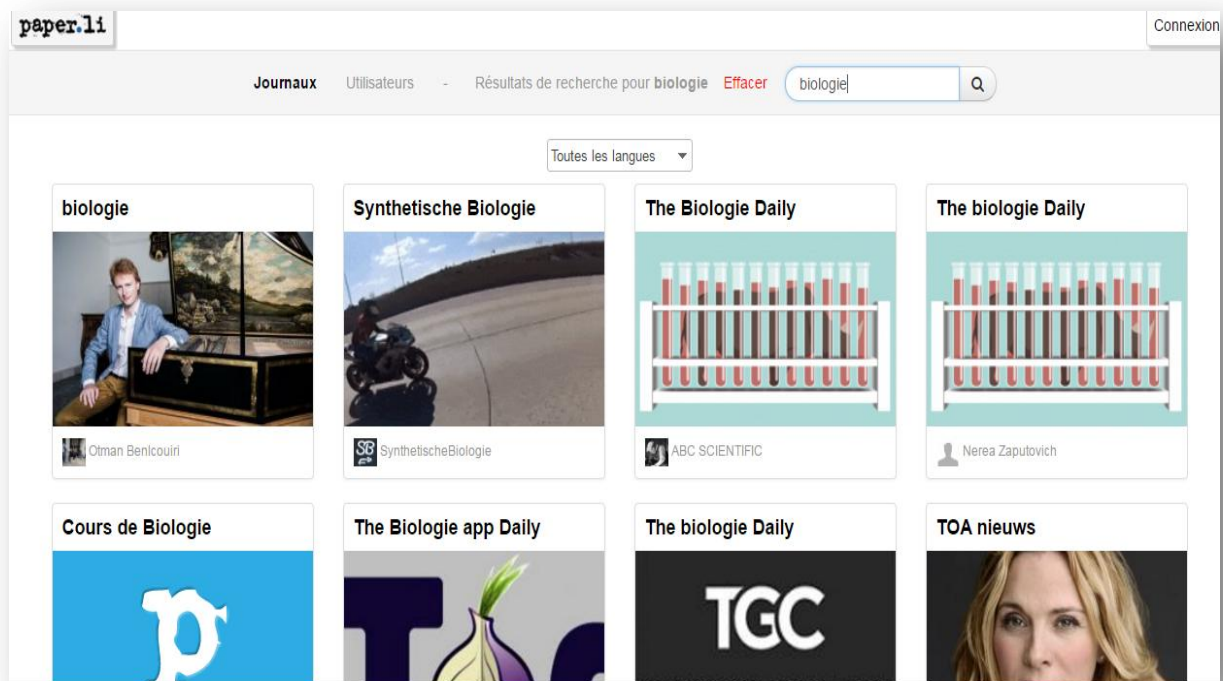 paper.li
Connexion
Journaux Utilisateurs - Résultats de recherche pour biologie Effacer biologie
Toutes les langues
biologie
Synthetische Biologie
The Biologie Daily
The biologie Daily
Otman Benlcouiri
SB SynthetischeBiologie
ABC SCIENTIFIC
Nerea Zaputovich
Cours de Biologie
The Biologie app Daily
The biologie Daily
TOA nieuws
p
TGC